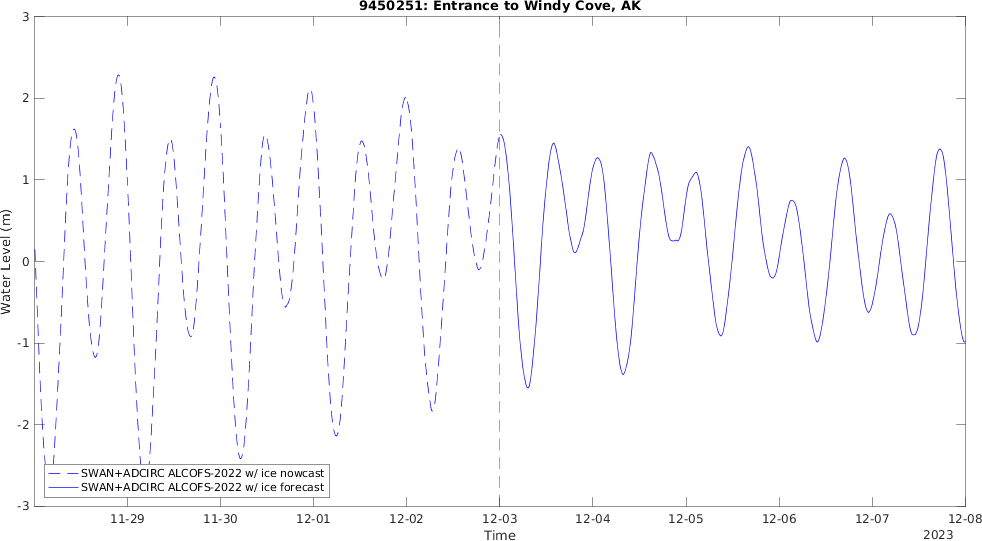 9450251: Entrance to Windy Cove, AK
3
2
1
0
-1
-2
-3
Water Level (m)
SWAN+ADCIRC ALCOFS-2022 w/ ice nowcast
SWAN+ADCIRC ALCOFS-2022 w/ ice forecast
11-29 11-30 12-01 12-02 12-03 12-04 12-05 12-06 12-07 12-08
Time
2023